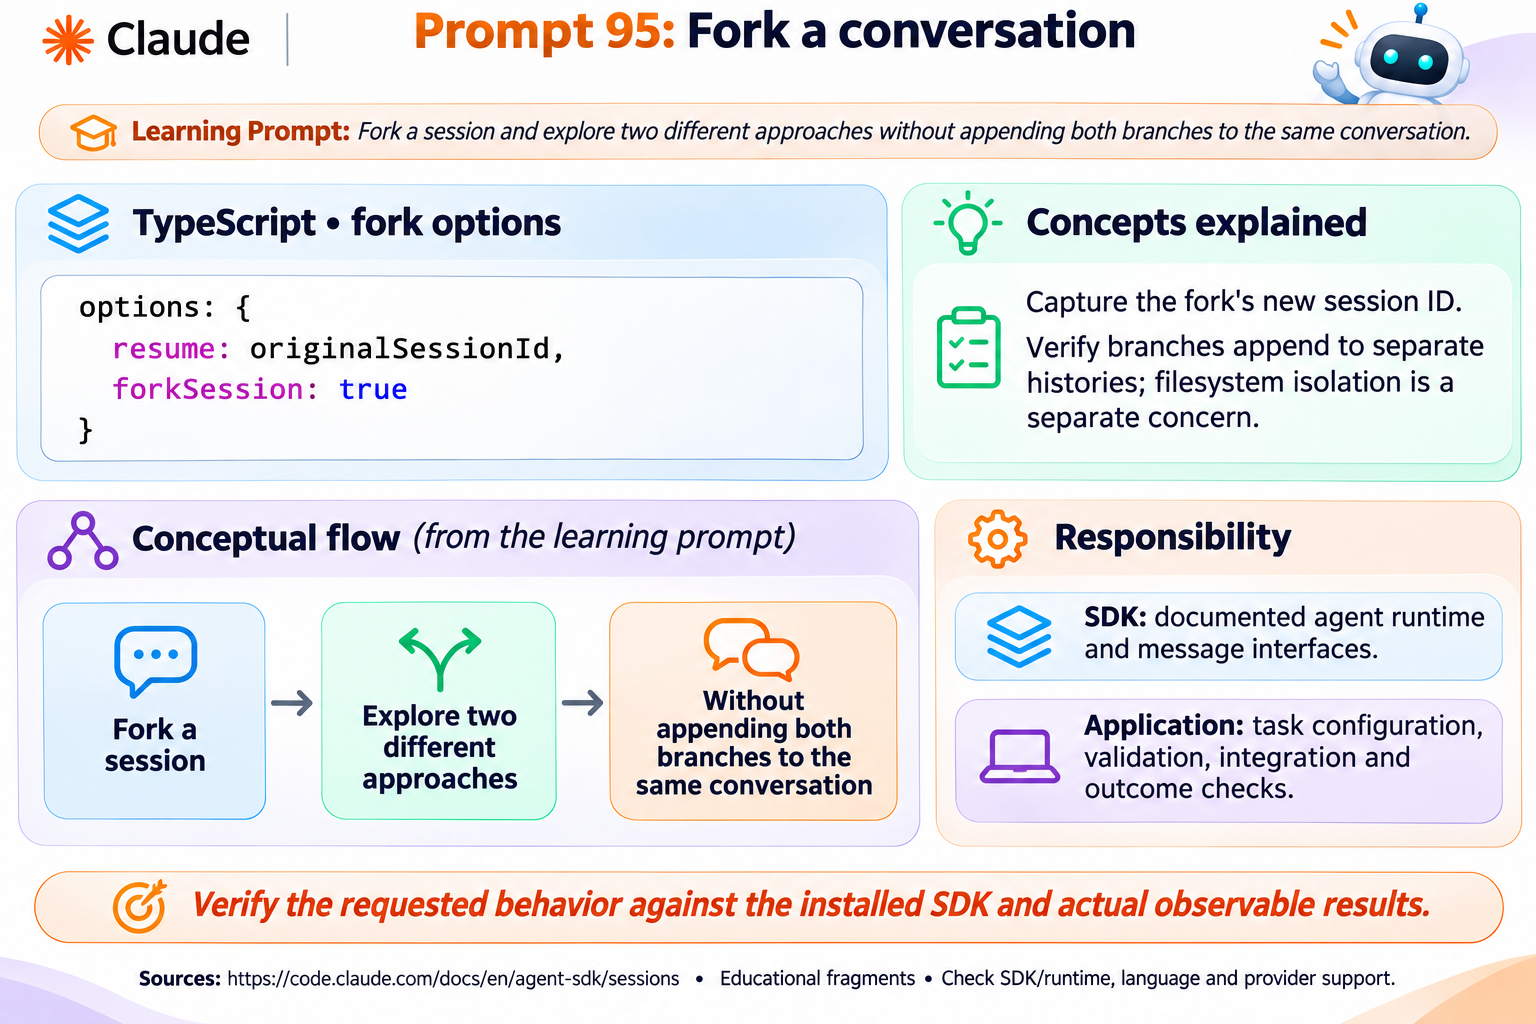 Claude
Prompt 95: Fork a conversation
Learning Prompt: Fork a session and explore two different approaches without appending both branches to the same conversation.
TypeScript • fork options
options: {
  resume: originalSessionId,
  forkSession: true
}
Concepts explained
Capture the fork's new session ID.
Verify branches append to separate
histories; filesystem isolation is a
separate concern.
Conceptual flow (from the learning prompt)
Fork a
session
Explore two
different
approaches
Without
appending both
branches to the
same conversation
Responsibility
SDK: documented agent runtime
and message interfaces.
Application: task configuration,
validation, integration and
outcome checks.
Verify the requested behavior against the installed SDK and actual observable results.
Sources: https://code.claude.com/docs/en/agent-sdk/sessions • Educational fragments • Check SDK/runtime, language and provider support.